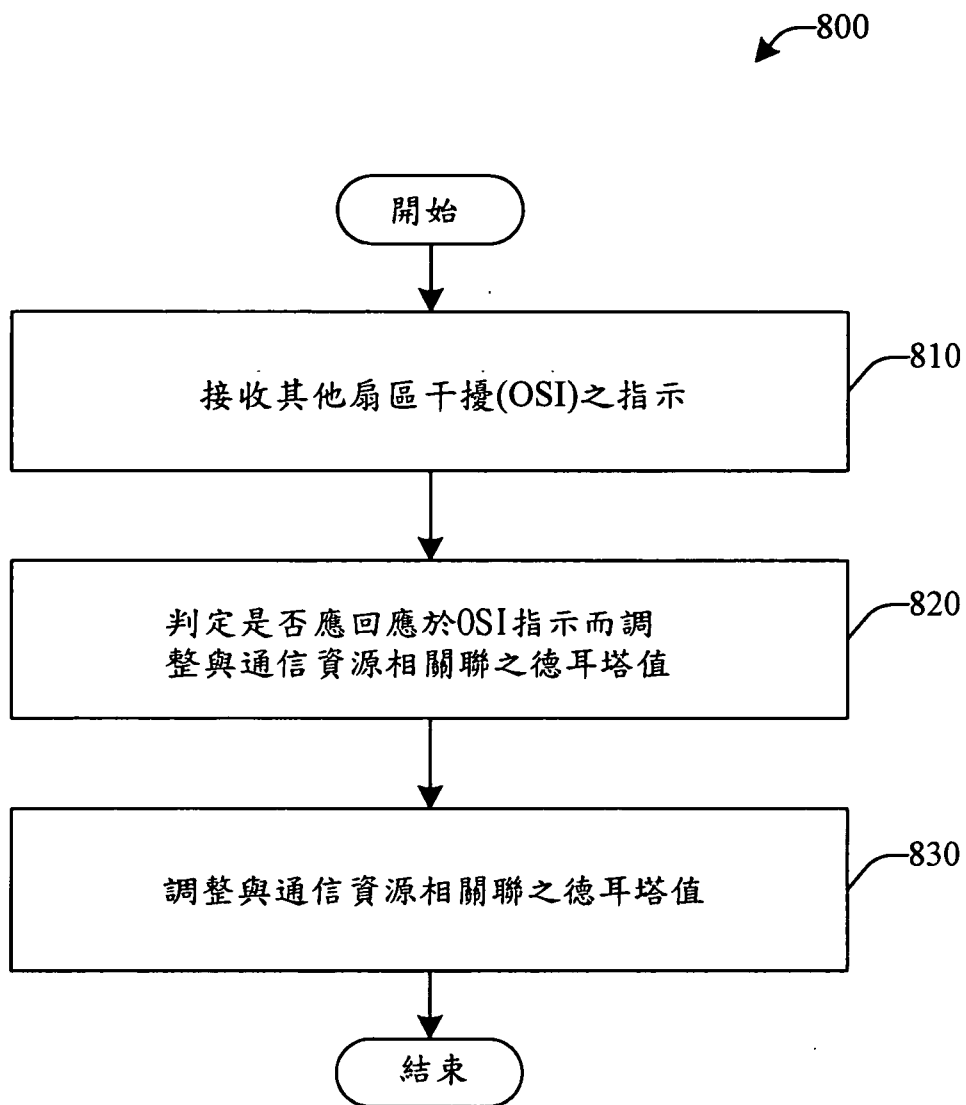 800
開始
接收其他扇區干擾(OSI)之指示
810
判定是否應回應於OSI指示而調
整與通信資源相關聯之德耳塔值
820
調整與通信資源相關聯之德耳塔值
830
結束